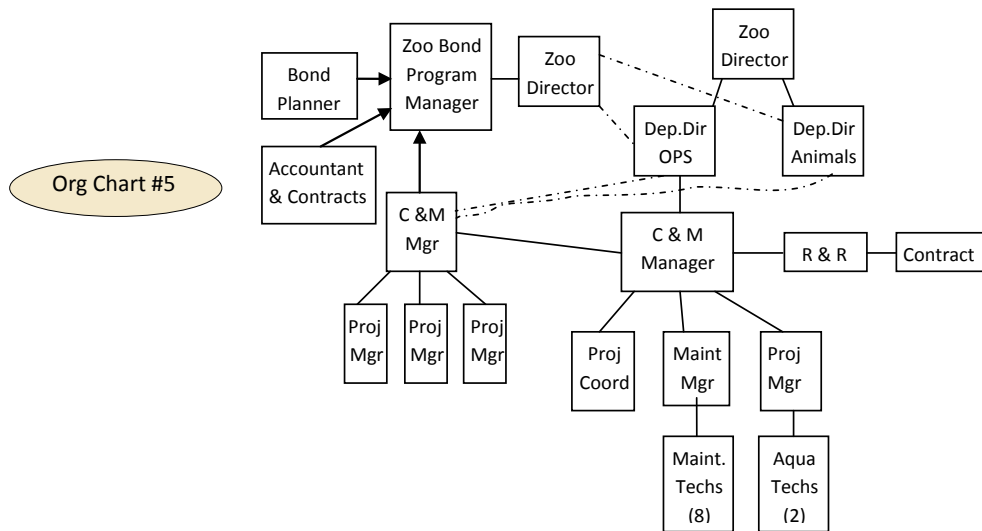 Zoo
Director
Zoo Bond
Program
Manager
Zoo
Director
Bond
Planner
Dep.Dir
OPS
Dep.Dir
Animals
Accountant
& Contracts
Org Chart #5
C &M
Mgr
C & M
Manager
R & R
Contract
Proj
Mgr
Proj
Mgr
Proj
Mgr
Proj
Coord
Maint
Mgr
Proj
Mgr
Maint.
Techs
(8)
Aqua
Techs
(2)